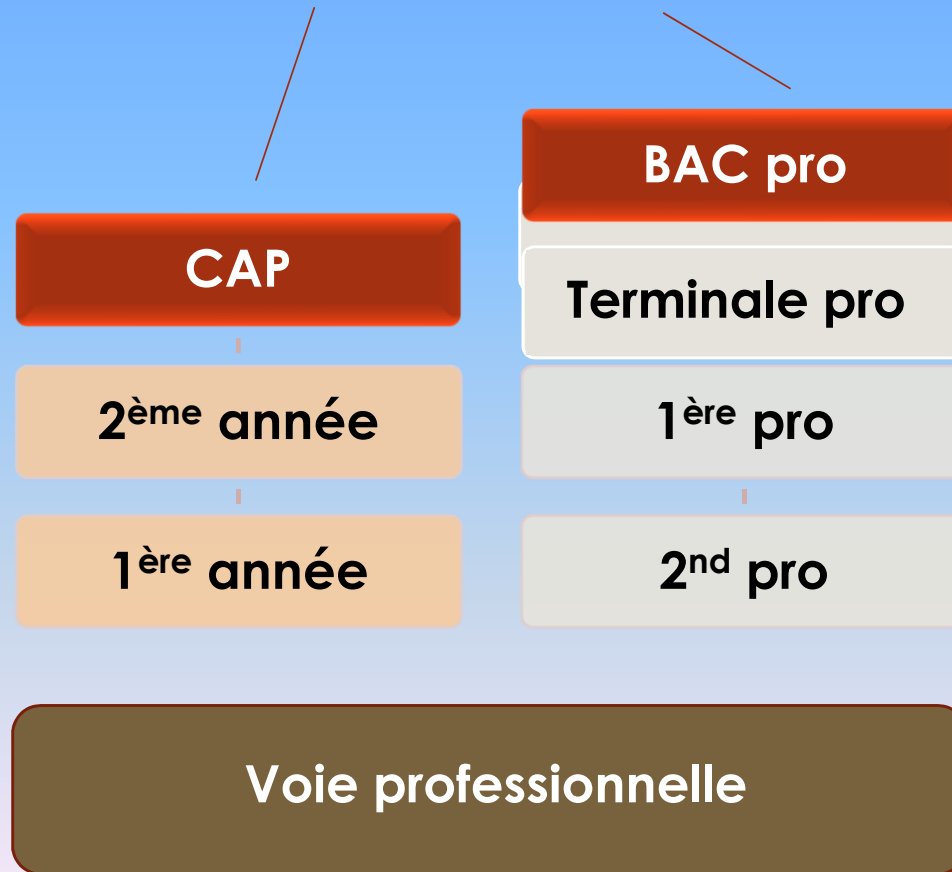 BAC pro
CAP
Terminale pro
2ème année
1ère pro
1ère année
2nd pro
Voie professionnelle